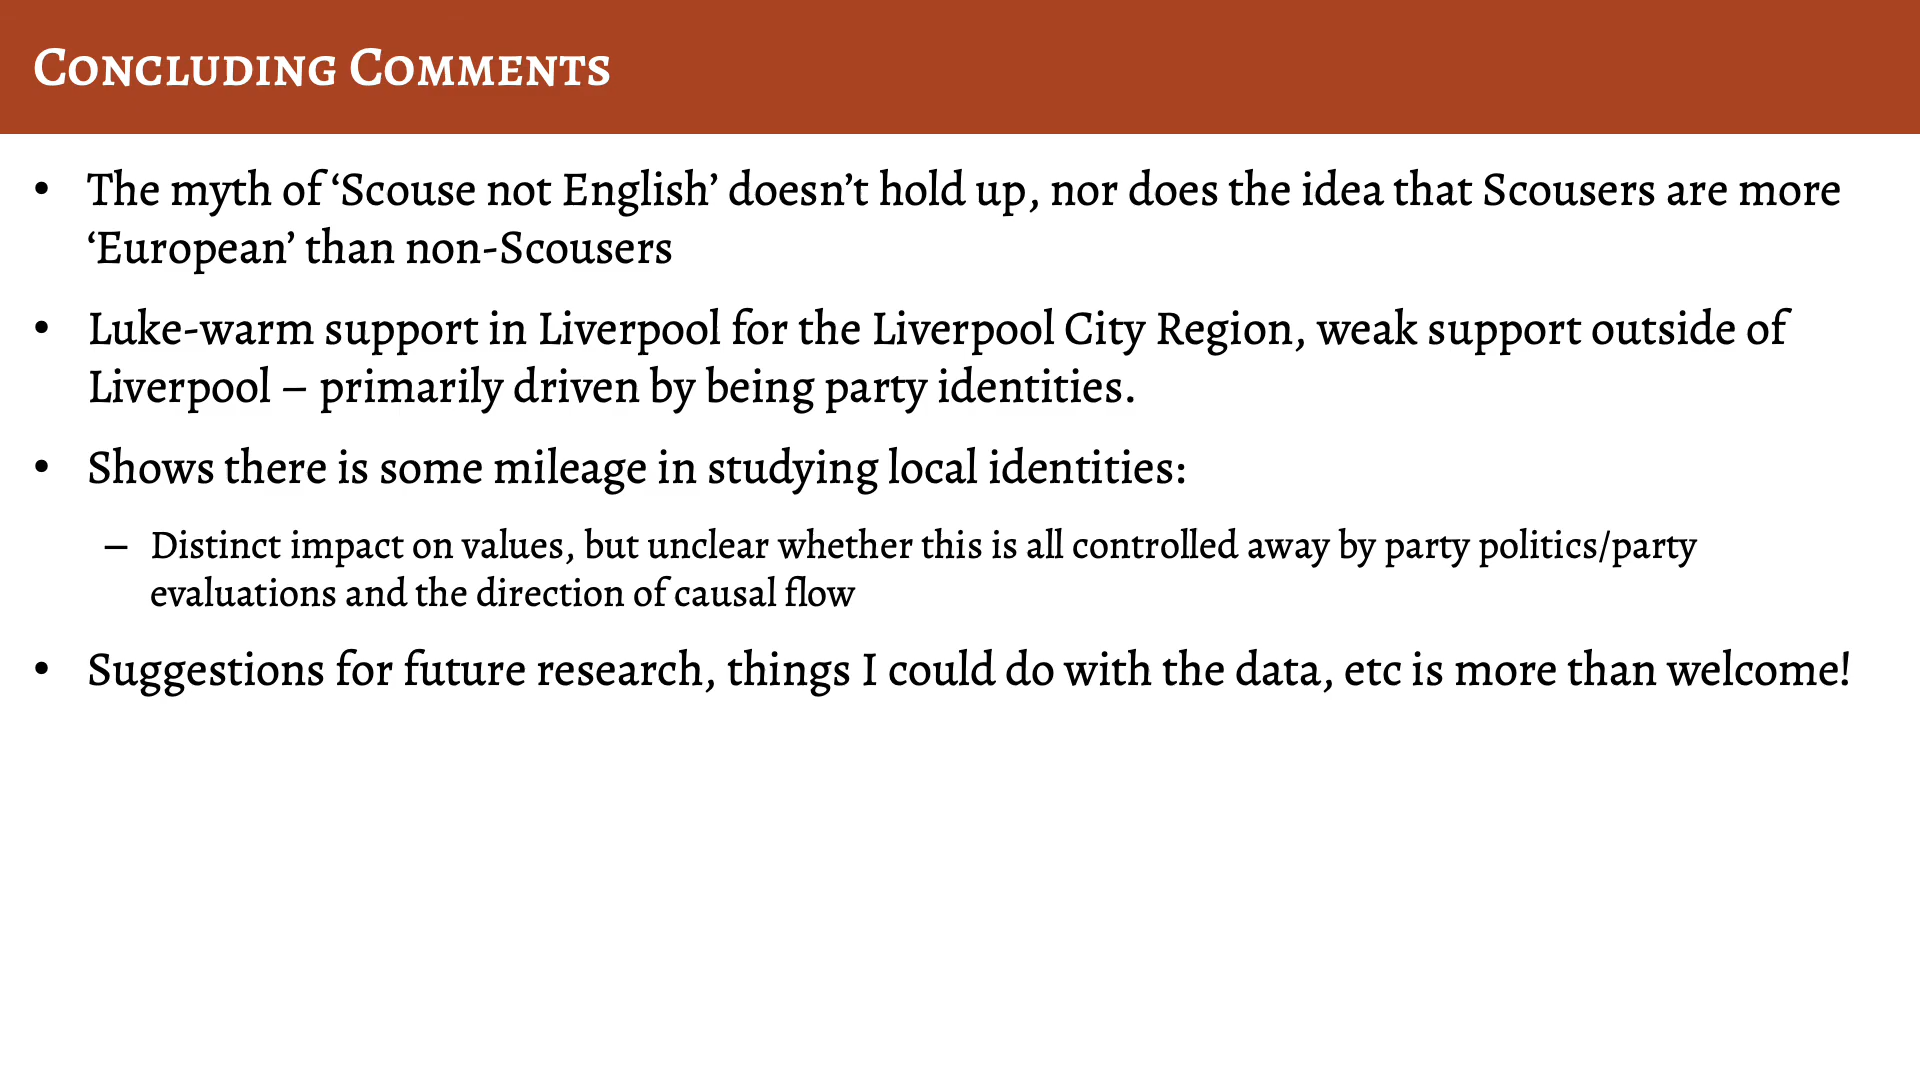 Concluding Comments
• The myth of ‘Scouse not English’ doesn’t hold up, nor does the idea that Scousers are more
‘European’ than non-Scousers
• Luke-warm support in Liverpool for the Liverpool City Region, weak support outside of
Liverpool – primarily driven by being party identities.
• Shows there is some mileage in studying local identities:
– Distinct impact on values, but unclear whether this is all controlled away by party politics/party
evaluations and the direction of causal flow
• Suggestions for future research, things I could do with the data, etc is more than welcome!